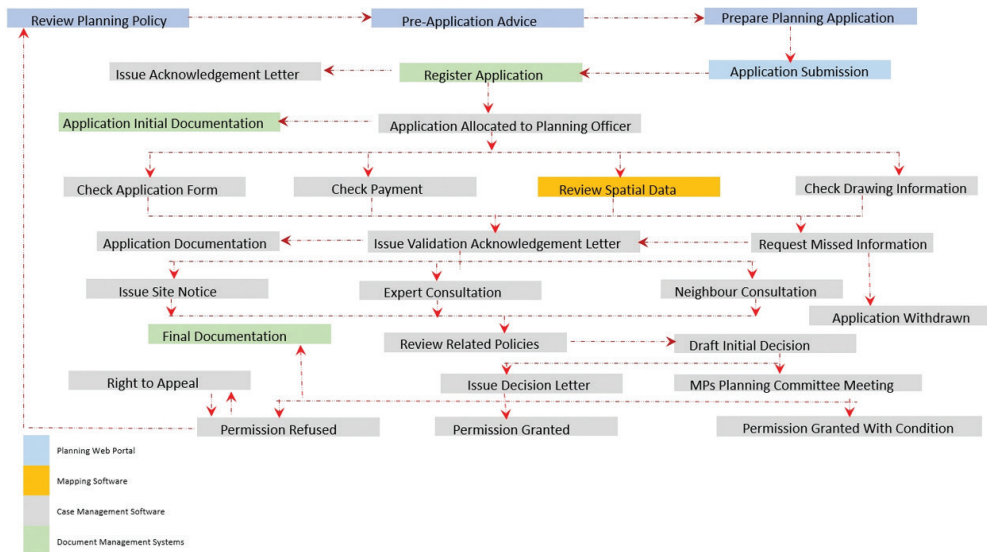 Review Planning Policy
Pre-Application Advice
Prepare Planning Application
Issue Acknowledgement Letter
Register Application
Application Submission
Application Initial Documentation
Application Allocated to Planning Officer
Check Application Form
Check Payment
Review Spatial Data
Check Drawing Information
Application Documentation
Issue Validation Acknowledgement Letter
Request Missed Information
Issue Site Notice
Expert Consultation
Neighbour Consultation
Application Withdrawn
Final Documentation
Review Related Policies
Draft Initial Decision
Right to Appeal
Issue Decision Letter
MPs Planning Committee Meeting
Permission Refused
Permission Granted
Permission Granted With Condition
Planning Web Portal
Mapping Software
Case Management Software
Document Management Systems